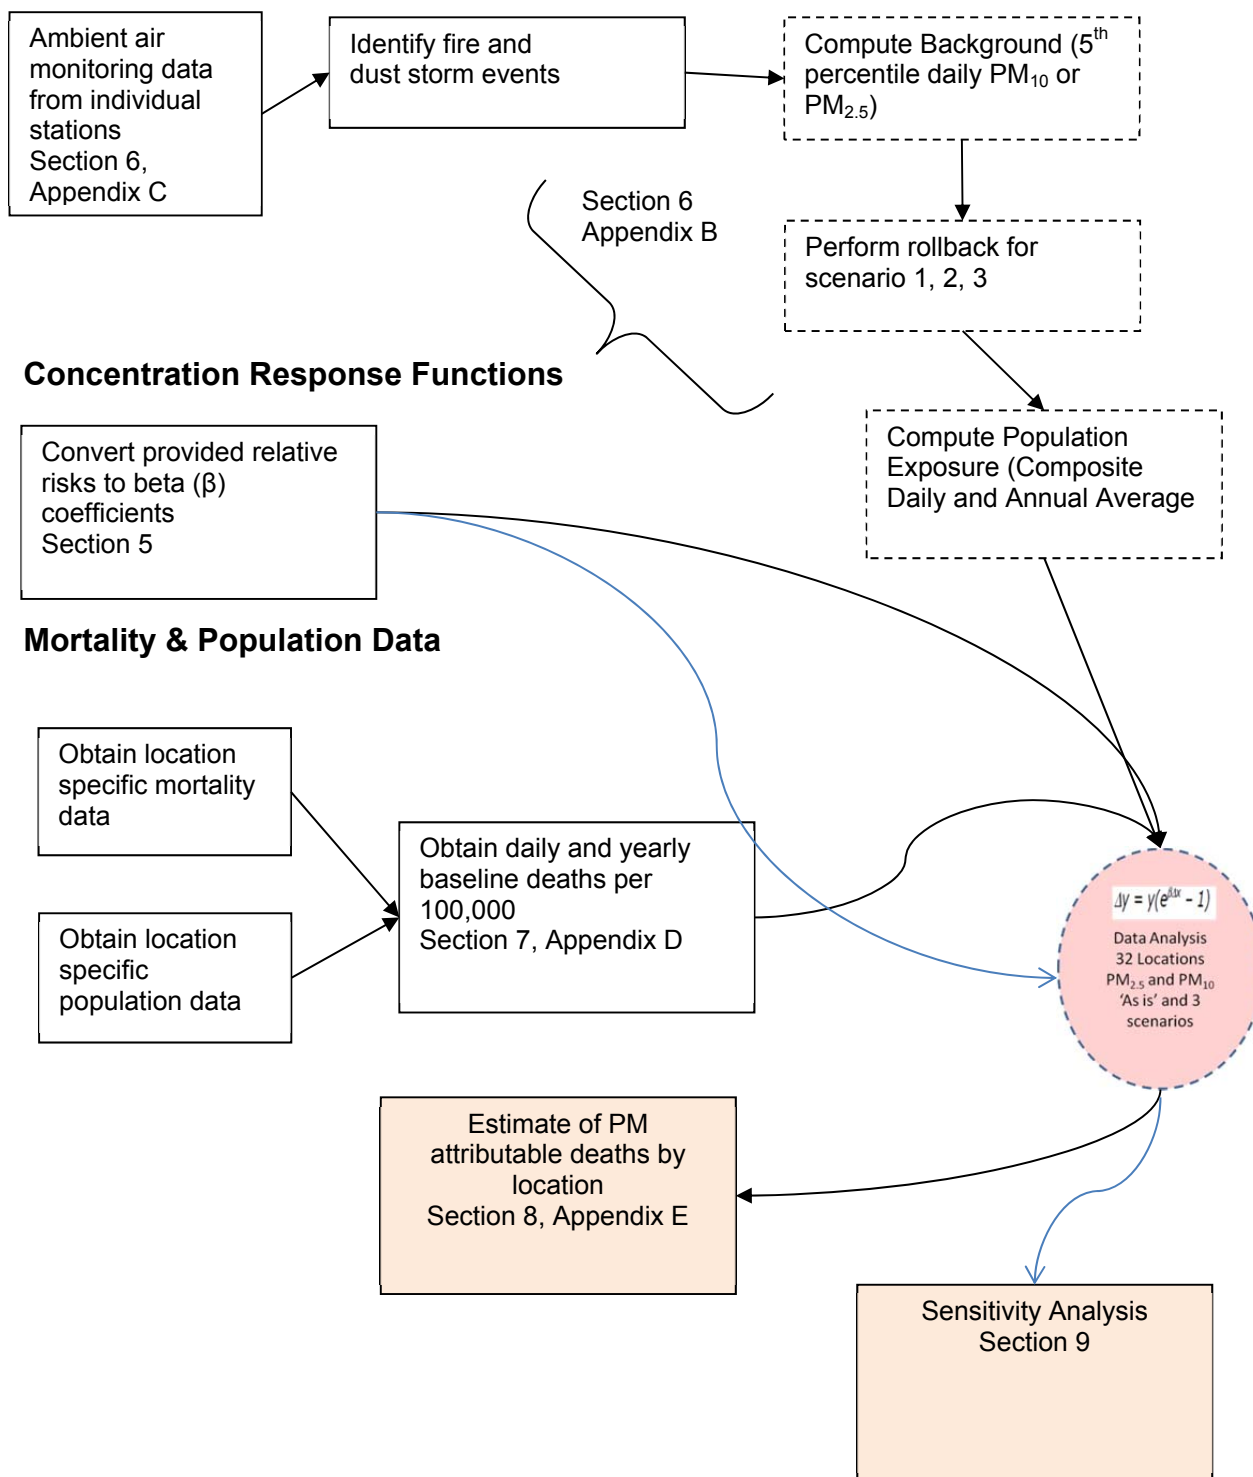 Ambient air
monitoring data
from individual
stations
Section 6,
Appendix C
Identify fire and
dust storm events
Compute Background (5th
percentile daily PM10 or
PM2.5)
Section 6
Appendix B
Perform rollback for
scenario 1, 2, 3
Concentration Response Functions
Convert provided relative
risks to beta (β)
coefficients
Section 5
Compute Population
Exposure (Composite
Daily and Annual Average
Mortality & Population Data
Obtain location
specific mortality
data
Obtain location
specific
population data
Obtain daily and yearly
baseline deaths per
100,000
Section 7, Appendix D
Δy = y(e^βΔx - 1)
Data Analysis
32 Locations
PM2.5 and PM10
'As is' and 3
scenarios
Estimate of PM
attributable deaths by
location
Section 8, Appendix E
Sensitivity Analysis
Section 9